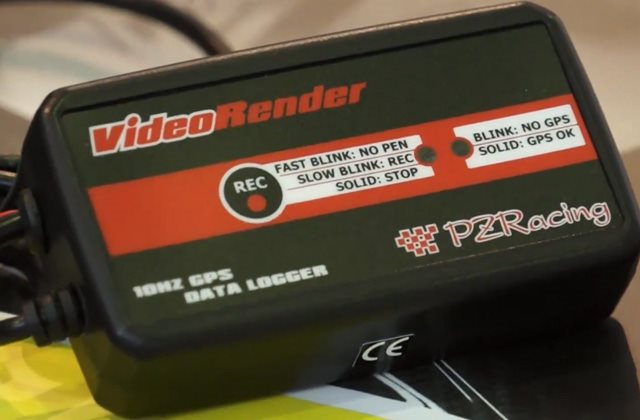 VideoRender
REC
FAST BLINK: NO PEN
SLOW BLINK: REC
SOLID: STOP
BLINK: NO GPS
SOLID: GPS OK
PZRacing
10HZ GPS
DATA LOGGER
CE